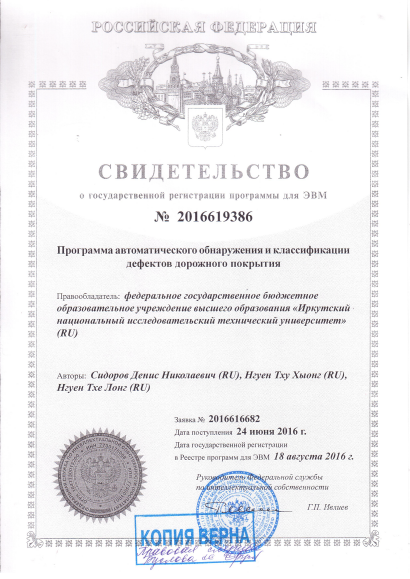 РОССИЙСКАЯ ФЕДЕРАЦИЯ
СВИДЕТЕЛЬСТВО
о государственной регистрации программы для ЭВМ
№ 2016619386
Программа автоматического обнаружения и классификации
дефектов дорожного покрытия
Правообладатель: федеральное государственное бюджетное
образовательное учреждение высшего образования «Иркутский
национальный исследовательский технический университет»
(RU)
Авторы: Сидоров Денис Николаевич (RU), Нгуен Тху Хыонг (RU),
Нгуен Тхе Лонг (RU)
Заявка № 2016616682
Дата поступления 24 июня 2016 г.
Дата государственной регистрации
в Реестре программ для ЭВМ 18 августа 2016 г.
Руководитель Федеральной службы
по интеллектуальной собственности
Г.П. Ивлиев
КОПИЯ ВЕРНА